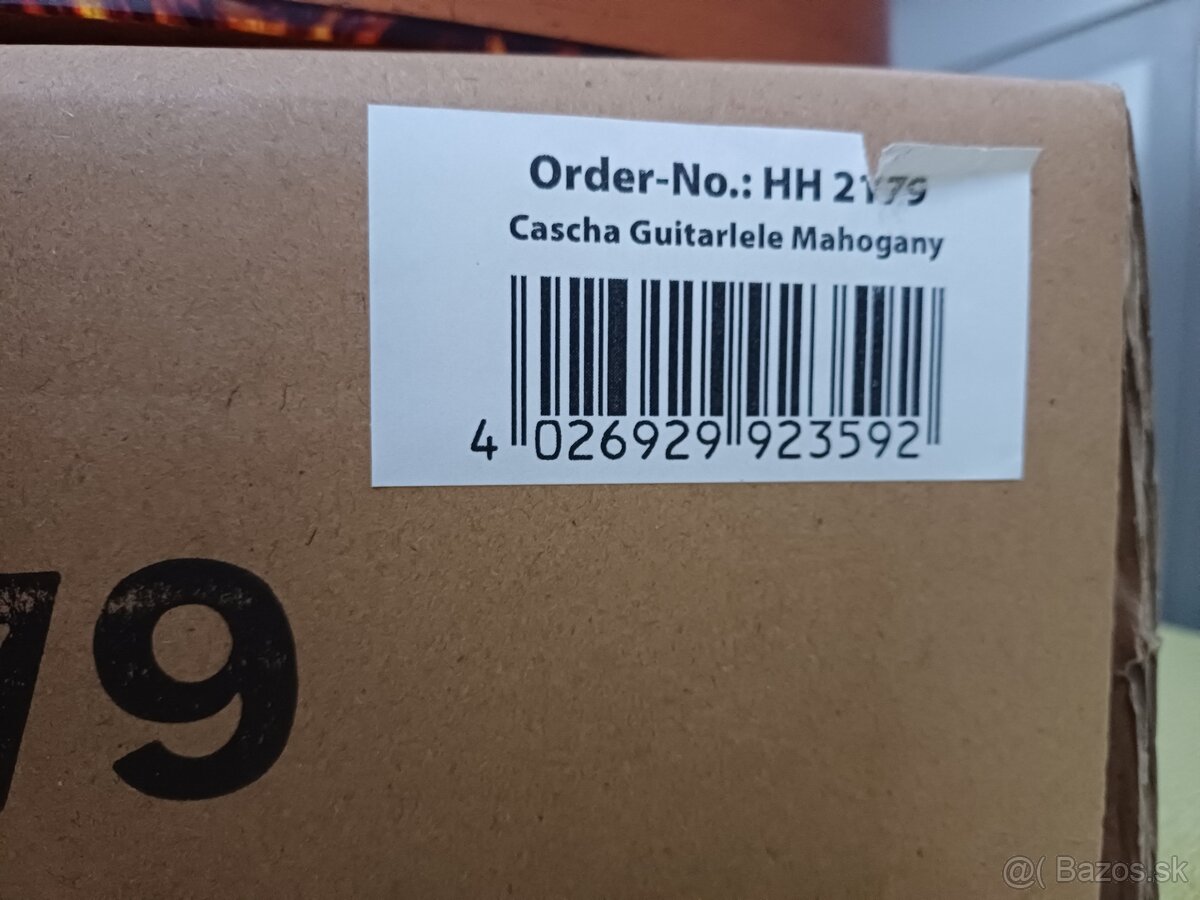 Order-No.: HH 2179
Cascha Guitarlele Mahogany
4 026929 923592
79
@( Bazos.sk